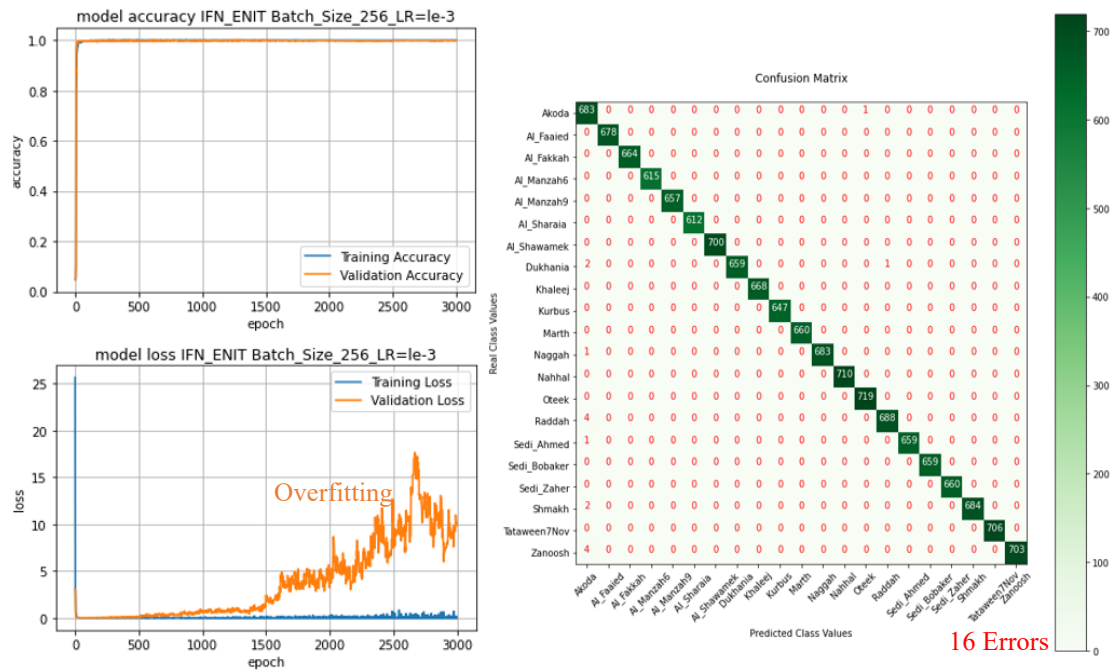 model accuracy IFN_ENIT Batch_Size_256_LR=le-3
1.0
0.8
0.6
0.4
0.2
0.0
accuracy
Training Accuracy
Validation Accuracy
0 500 1000 1500 2000 2500 3000
epoch
model loss IFN_ENIT Batch_Size_256_LR=le-3
25
20
15
10
5
0
loss
Training Loss
Validation Loss
Overfitting
0 500 1000 1500 2000 2500 3000
epoch
Confusion Matrix
Real Class Values
Akoda 683 0 0 0 0 0 0 0 0 0 0 0 0 1 0 0 0 0 0 0 0
Al_Faaied 0 678 0 0 0 0 0 0 0 0 0 0 0 0 0 0 0 0 0 0 0
Al_Fakkah 0 0 664 0 0 0 0 0 0 0 0 0 0 0 0 0 0 0 0 0 0
Al_Manzah6 0 0 0 615 0 0 0 0 0 0 0 0 0 0 0 0 0 0 0 0 0
Al_Manzah9 0 0 0 0 657 0 0 0 0 0 0 0 0 0 0 0 0 0 0 0 0
Al_Sharaia 0 0 0 0 0 612 0 0 0 0 0 0 0 0 0 0 0 0 0 0 0
Al_Shawamek 0 0 0 0 0 0 700 0 0 0 0 0 0 0 0 0 0 0 0 0 0
Dukhania 2 0 0 0 0 0 0 659 0 0 0 0 0 0 1 0 0 0 0 0 0
Khaleej 0 0 0 0 0 0 0 0 668 0 0 0 0 0 0 0 0 0 0 0 0
Kurbus 0 0 0 0 0 0 0 0 0 647 0 0 0 0 0 0 0 0 0 0 0
Marth 0 0 0 0 0 0 0 0 0 0 660 0 0 0 0 0 0 0 0 0 0
Naggah 1 0 0 0 0 0 0 0 0 0 0 683 0 0 0 0 0 0 0 0 0
Nahhal 0 0 0 0 0 0 0 0 0 0 0 0 710 0 0 0 0 0 0 0 0
Oteek 0 0 0 0 0 0 0 0 0 0 0 0 0 719 0 0 0 0 0 0 0
Raddah 4 0 0 0 0 0 0 0 0 0 0 0 0 0 688 0 0 0 0 0 0
Sedi_Ahmed 1 0 0 0 0 0 0 0 0 0 0 0 0 0 0 659 0 0 0 0 0
Sedi_Bobaker 0 0 0 0 0 0 0 0 0 0 0 0 0 0 0 0 659 0 0 0 0
Sedi_Zaher 0 0 0 0 0 0 0 0 0 0 0 0 0 0 0 0 0 660 0 0 0
Shmakh 2 0 0 0 0 0 0 0 0 0 0 0 0 0 0 0 0 0 684 0 0
Tataween7Nov 0 0 0 0 0 0 0 0 0 0 0 0 0 0 0 0 0 0 0 706 0
Zanoosh 4 0 0 0 0 0 0 0 0 0 0 0 0 0 0 0 0 0 0 0 703
Akoda Al_Faaied Al_Fakkah Al_Manzah6 Al_Manzah9 Al_Sharaia Al_Shawamek Dukhania Khaleej Kurbus Marth Naggah Nahhal Oteek Raddah Sedi_Ahmed Sedi_Bobaker Sedi_Zaher Shmakh Tataween7Nov Zanoosh
Predicted Class Values
16 Errors
700
600
500
400
300
200
100
0